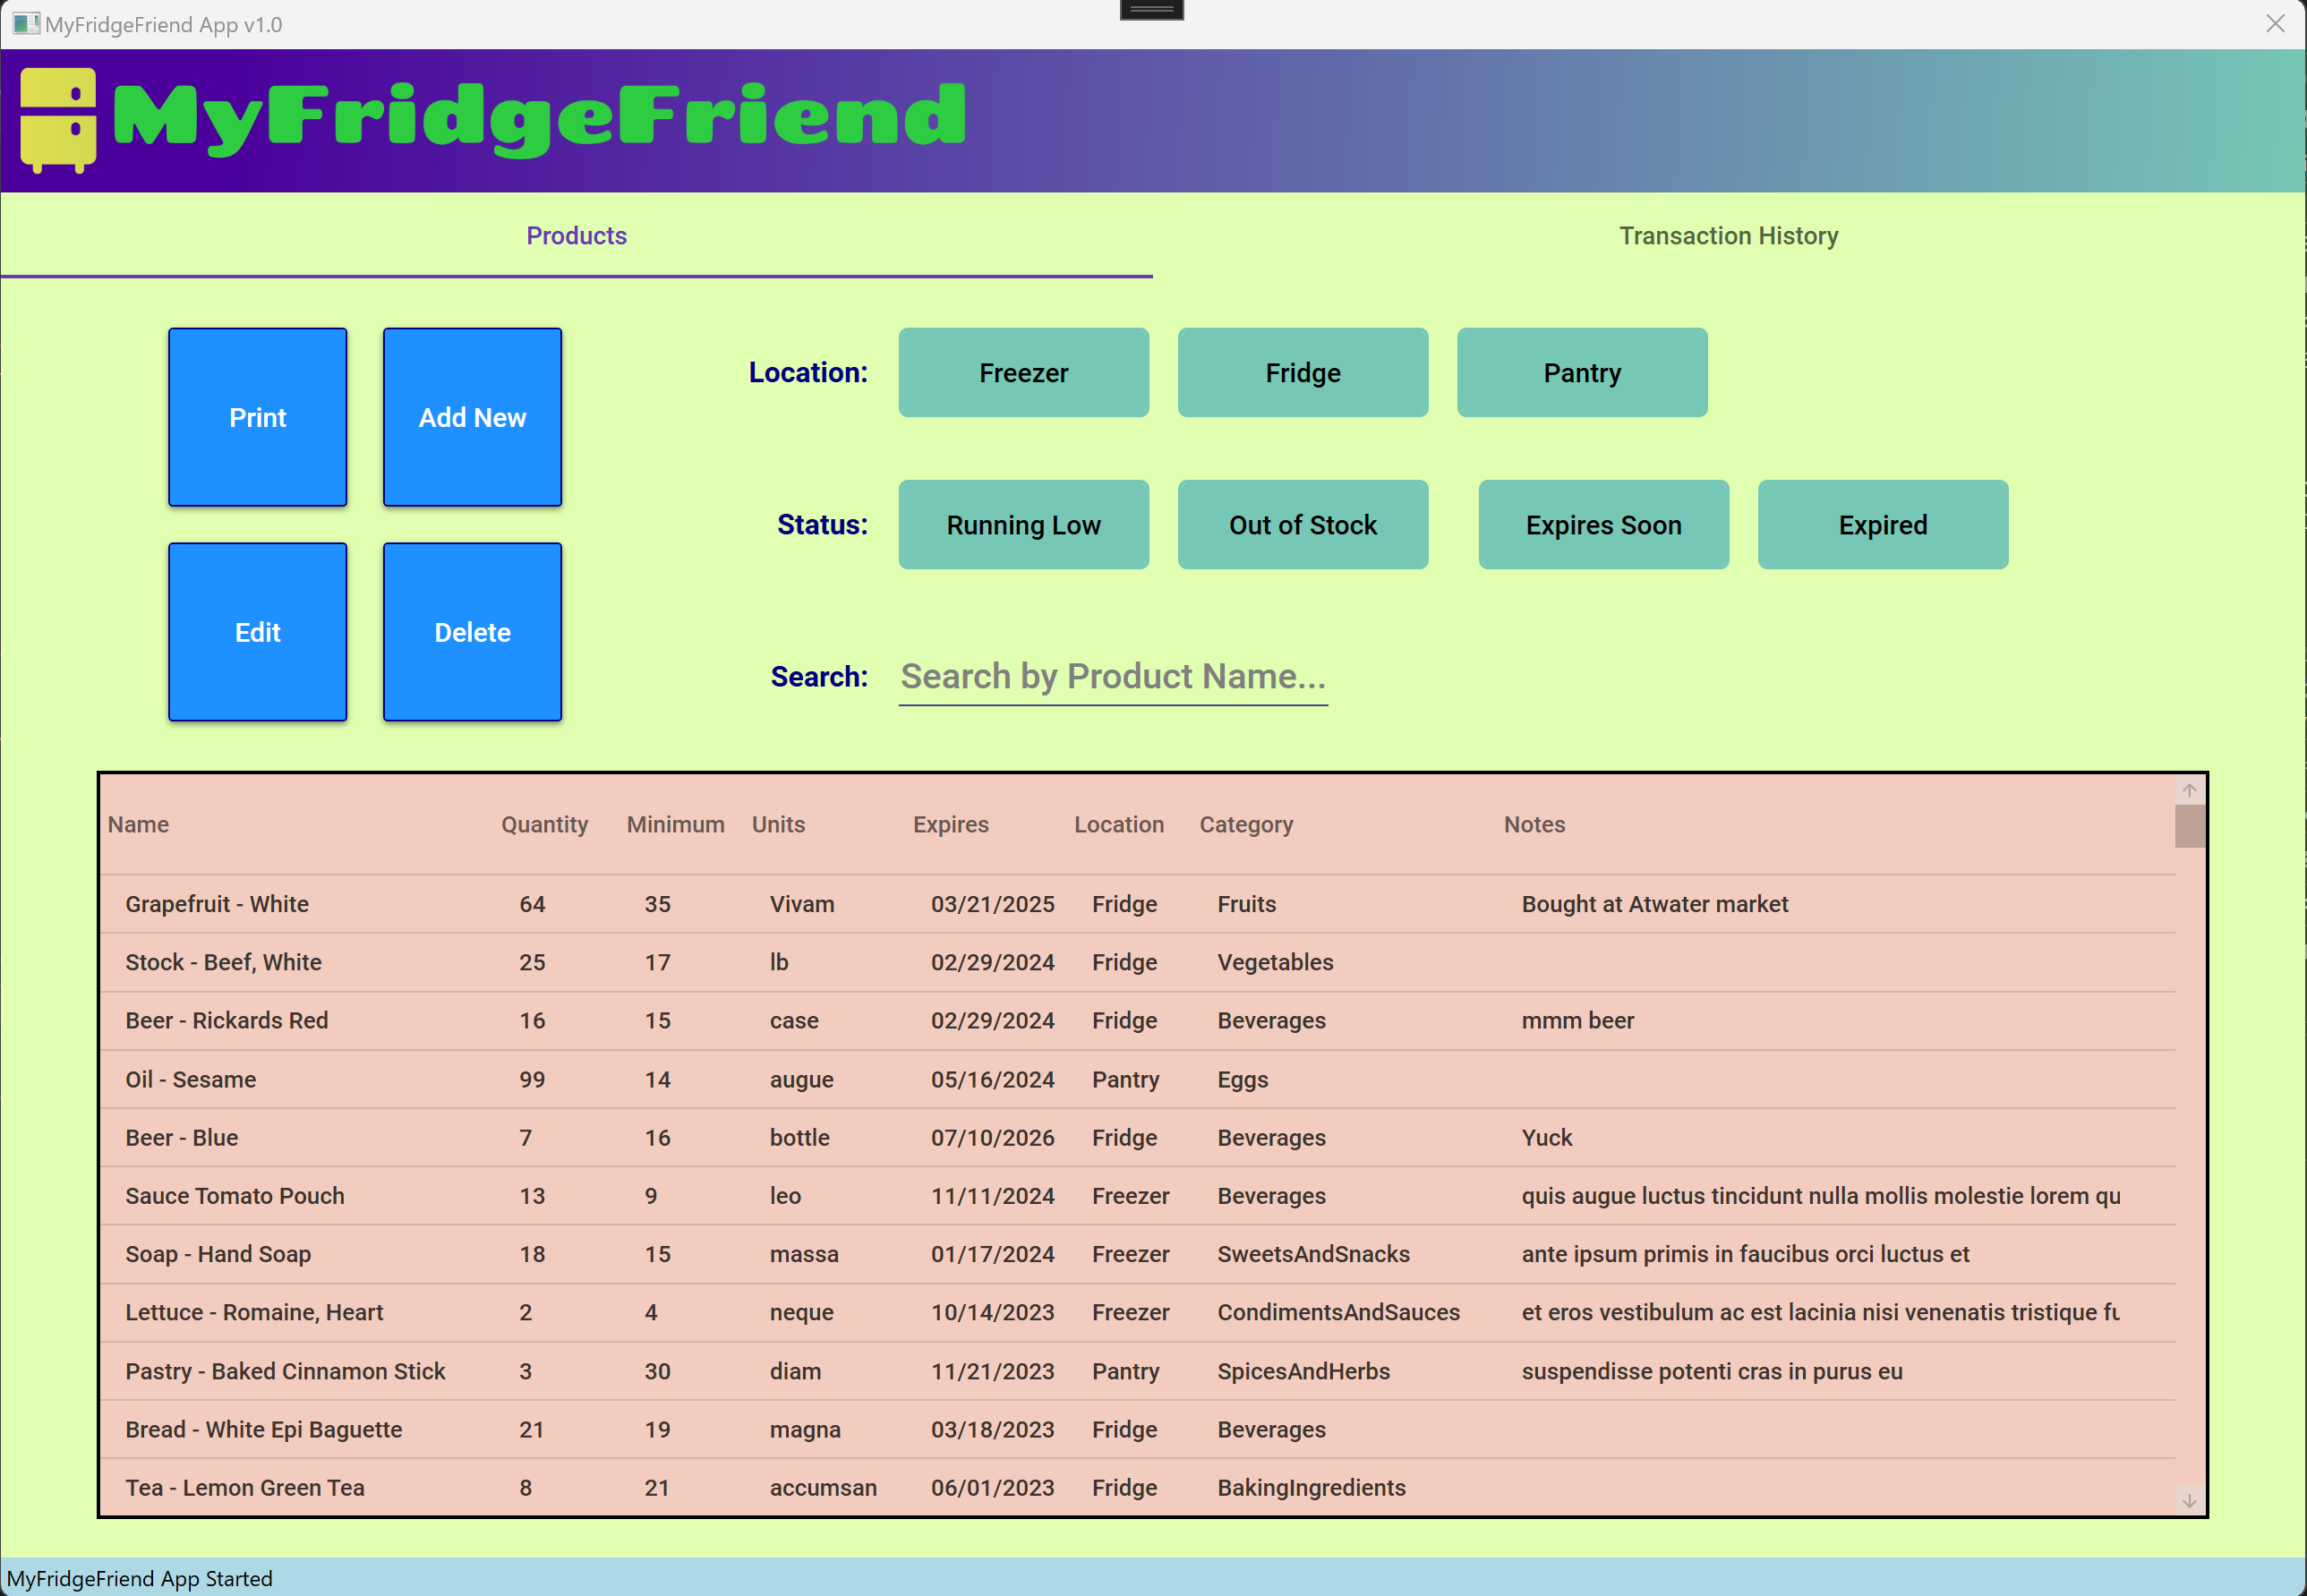 MyFridgeFriend App v1.0
MyFridgeFriend
Products Transaction History
Print Add New
Edit Delete
Location: Freezer Fridge Pantry
Status: Running Low Out of Stock Expires Soon Expired
Search: Search by Product Name...
Name Quantity Minimum Units Expires Location Category Notes
Grapefruit - White 64 35 Vivam 03/21/2025 Fridge Fruits Bought at Atwater market
Stock - Beef, White 25 17 lb 02/29/2024 Fridge Vegetables
Beer - Rickards Red 16 15 case 02/29/2024 Fridge Beverages mmm beer
Oil - Sesame 99 14 augue 05/16/2024 Pantry Eggs
Beer - Blue 7 16 bottle 07/10/2026 Fridge Beverages Yuck
Sauce Tomato Pouch 13 9 leo 11/11/2024 Freezer Beverages quis augue luctus tincidunt nulla mollis molestie lorem qu
Soap - Hand Soap 18 15 massa 01/17/2024 Freezer SweetsAndSnacks ante ipsum primis in faucibus orci luctus et
Lettuce - Romaine, Heart 2 4 neque 10/14/2023 Freezer CondimentsAndSauces et eros vestibulum ac est lacinia nisi venenatis tristique
Pastry - Baked Cinnamon Stick 3 30 diam 11/21/2023 Pantry SpicesAndHerbs suspendisse potenti cras in purus eu
Bread - White Epi Baguette 21 19 magna 03/18/2023 Fridge Beverages
Tea - Lemon Green Tea 8 21 accumsan 06/01/2023 Fridge BakingIngredients
MyFridgeFriend App Started